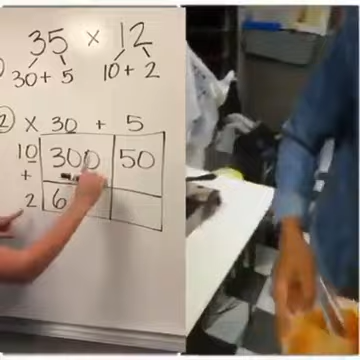 35 × 12
30 + 5 10 + 2
2 × 30 + 5
10 300 50
+
2 6